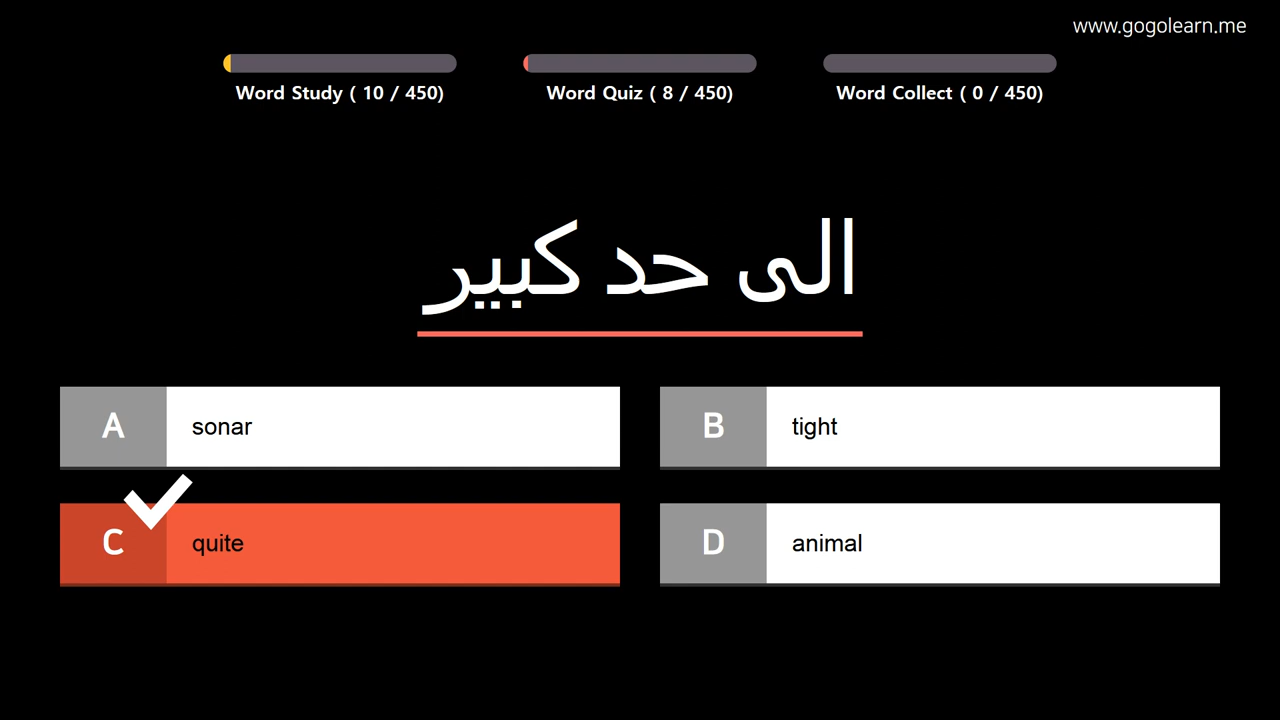 www.gogolearn.me
Word Study ( 10 / 450)
Word Quiz ( 8 / 450)
Word Collect ( 0 / 450)
الى حد كبير
A sonar
B tight
C quite
D animal